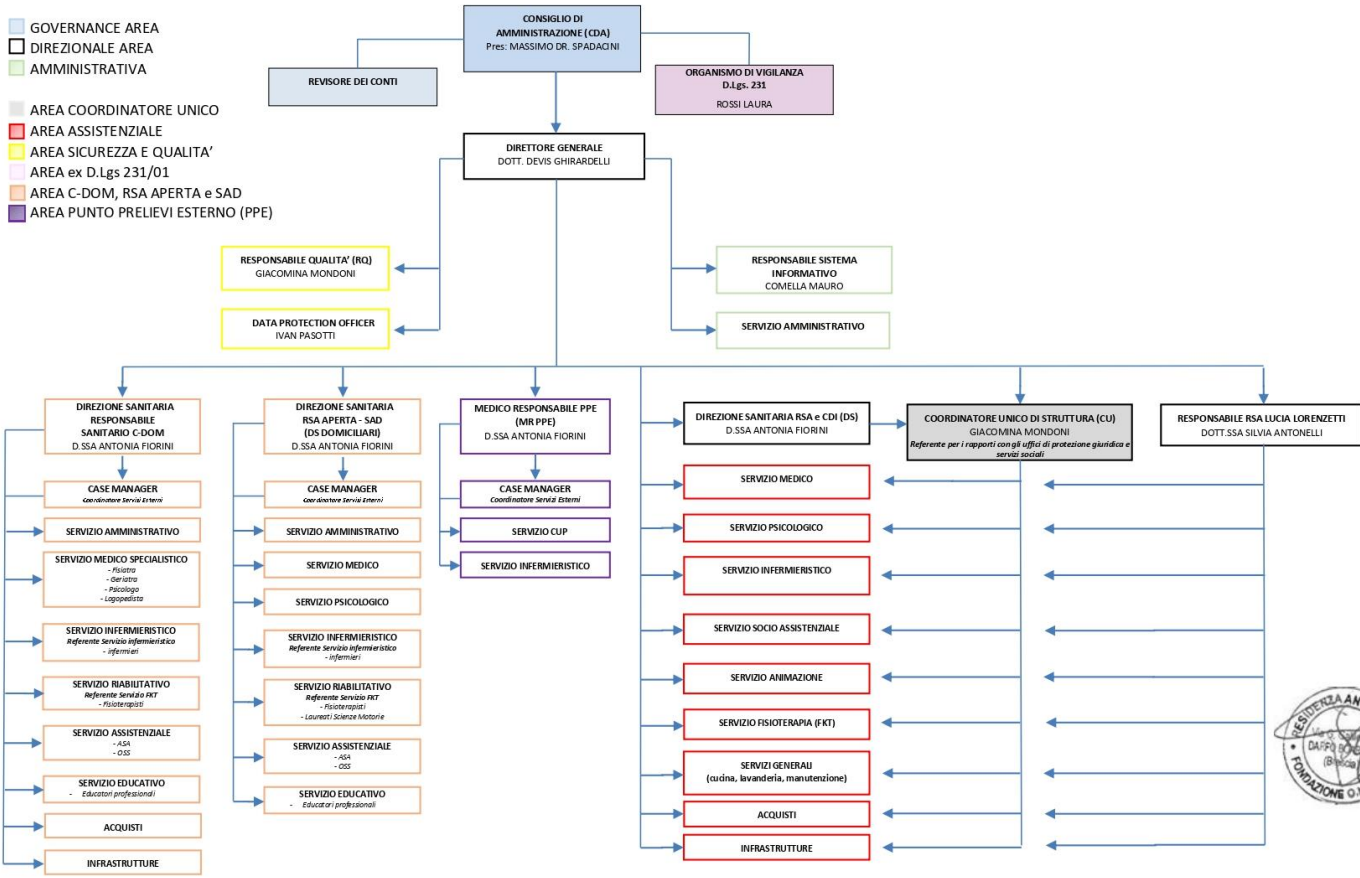 GOVERNANCE AREA
DIREZIONALE AREA
AMMINISTRATIVA
AREA COORDINATORE UNICO
AREA ASSISTENZIALE
AREA SICUREZZA E QUALITA'
AREA ex D.Lgs 231/01
AREA C-DOM, RSA APERTA e SAD
AREA PUNTO PRELIEVI ESTERNO (PPE)
CONSIGLIO DI
AMMINISTRAZIONE (CDA)
Pres: MASSIMO DR. SPADACINI
REVISORE DEI CONTI
ORGANISMO DI VIGILANZA
D.Lgs. 231
ROSSI LAURA
DIRETTORE GENERALE
DOTT. DEVIS GHIRARDELLI
RESPONSABILE QUALITA' (RQ)
GIACOMINA MONDONI
RESPONSABILE SISTEMA
INFORMATIVO
COMELLA MAURO
DATA PROTECTION OFFICER
IVAN PASOTTI
SERVIZIO AMMINISTRATIVO
DIREZIONE SANITARIA
RESPONSABILE
SANITARIO C-DOM
D.SSA ANTONIA FIORINI
CASE MANAGER
Coordinatore Servizi Esterni
SERVIZIO AMMINISTRATIVO
SERVIZIO MEDICO SPECIALISTICO
- Fisiatra
- Geriatra
- Psicologo
- Logopedista
SERVIZIO INFERMIERISTICO
Referente Servizio infermieristico
- infermieri
SERVIZIO RIABILITATIVO
Referente Servizio FKT
- Fisioterapisti
SERVIZIO ASSISTENZIALE
- ASA
- OSS
SERVIZIO EDUCATIVO
- Educatori professionali
ACQUISTI
INFRASTRUTTURE
DIREZIONE SANITARIA
RSA APERTA - SAD
(DS DOMICILIARI)
D.SSA ANTONIA FIORINI
CASE MANAGER
Coordinatore Servizi Esterni
SERVIZIO AMMINISTRATIVO
SERVIZIO MEDICO
SERVIZIO PSICOLOGICO
SERVIZIO INFERMIERISTICO
Referente Servizio infermieristico
- infermieri
SERVIZIO RIABILITATIVO
Referente Servizio FKT
- Fisioterapisti
- Laureati Scienze Motorie
SERVIZIO ASSISTENZIALE
- ASA
- OSS
SERVIZIO EDUCATIVO
- Educatori professionali
MEDICO RESPONSABILE PPE
(MR PPE)
D.SSA ANTONIA FIORINI
CASE MANAGER
Coordinatore Servizi Esterni
SERVIZIO CUP
SERVIZIO INFERMIERISTICO
DIREZIONE SANITARIA RSA e CDI (DS)
D.SSA ANTONIA FIORINI
SERVIZIO MEDICO
SERVIZIO PSICOLOGICO
SERVIZIO INFERMIERISTICO
SERVIZIO SOCIO ASSISTENZIALE
SERVIZIO ANIMAZIONE
SERVIZIO FISIOTERAPIA (FKT)
SERVIZI GENERALI
(cucina, lavanderia, manutenzione)
ACQUISTI
INFRASTRUTTURE
COORDINATORE UNICO DI STRUTTURA (CU)
GIACOMINA MONDONI
Referente per i rapporti con gli uffici di protezione giuridica e
servizi sociali
RESPONSABILE RSA LUCIA LORENZETTI
DOTT.SSA SILVIA ANTONELLI
RESIDENZA
FONDAZIONE